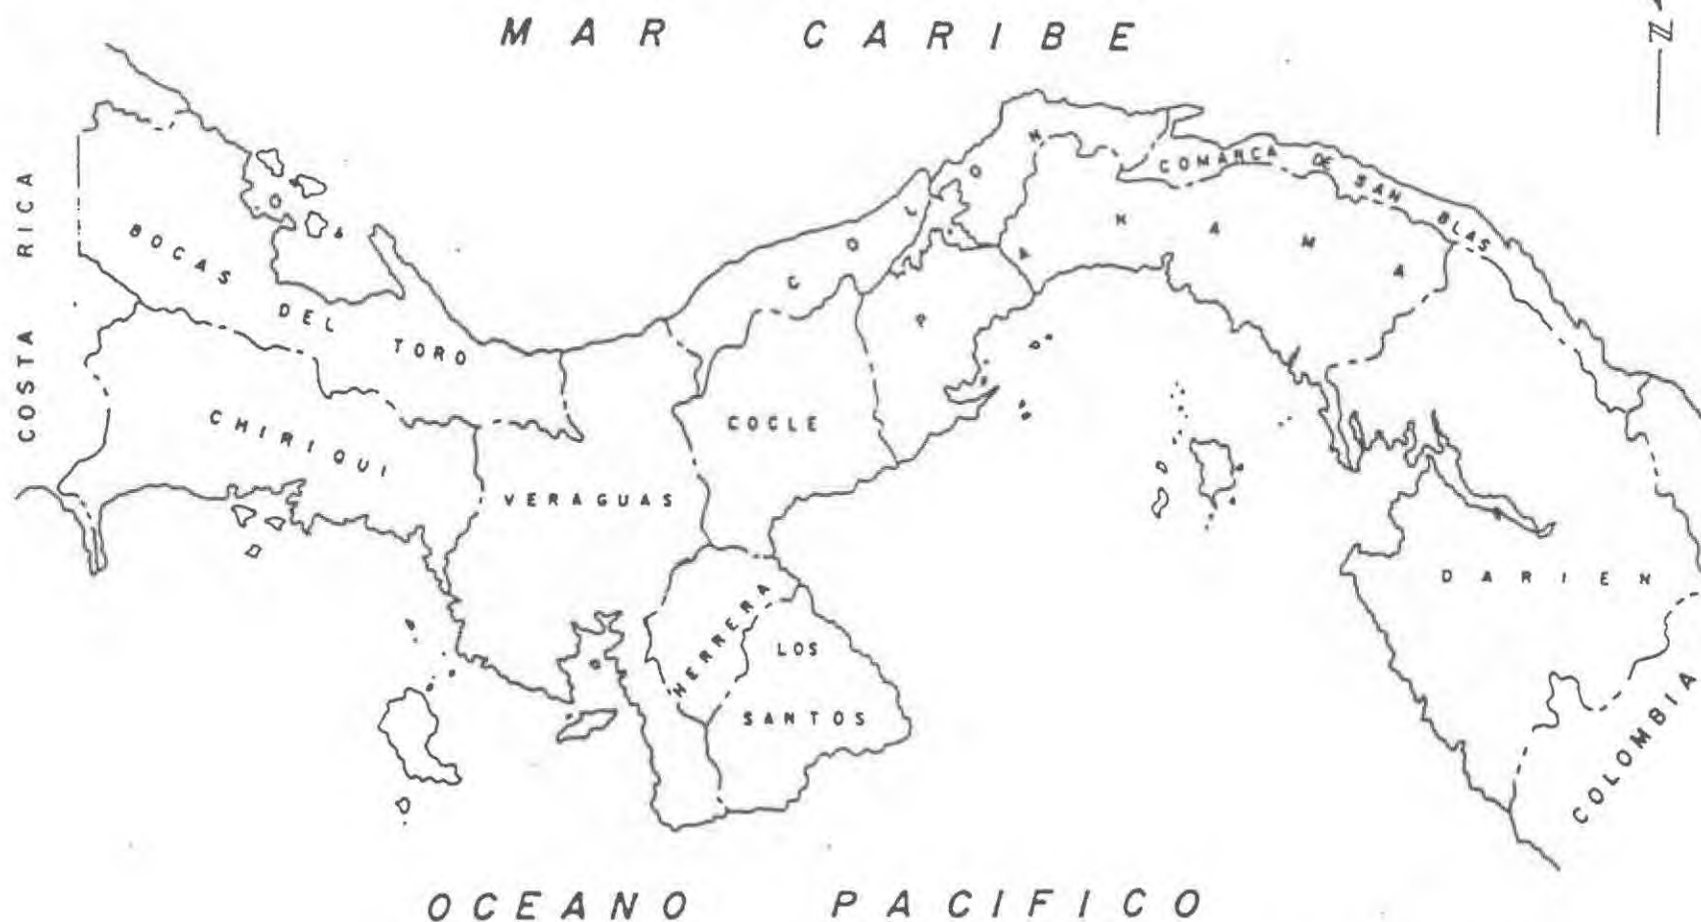 MAR CARIBE
N
COSTA RICA
BOCAS DEL TORO
COLON
COMARCA DE SAN BLAS
PANAMA
CHIRIQUI
COCLE
VERAGUAS
HERRERA
LOS
SANTOS
DARIEN
COLOMBIA
OCEANO PACIFICO